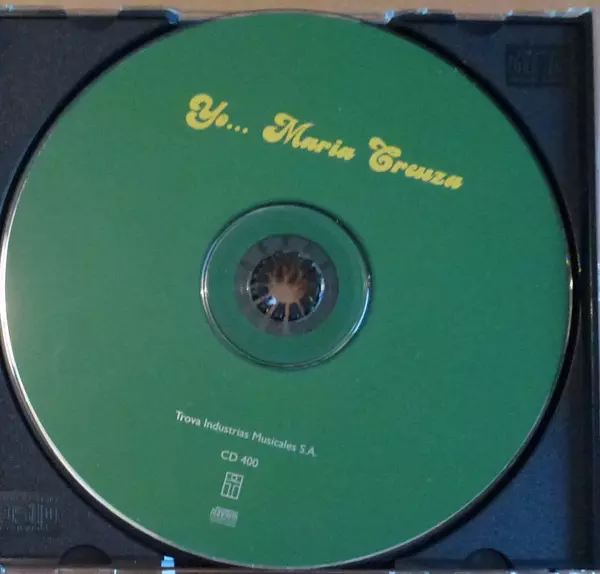 Yo... Maria Creuza
Trova Industrias Musicales S.A.
CD 400